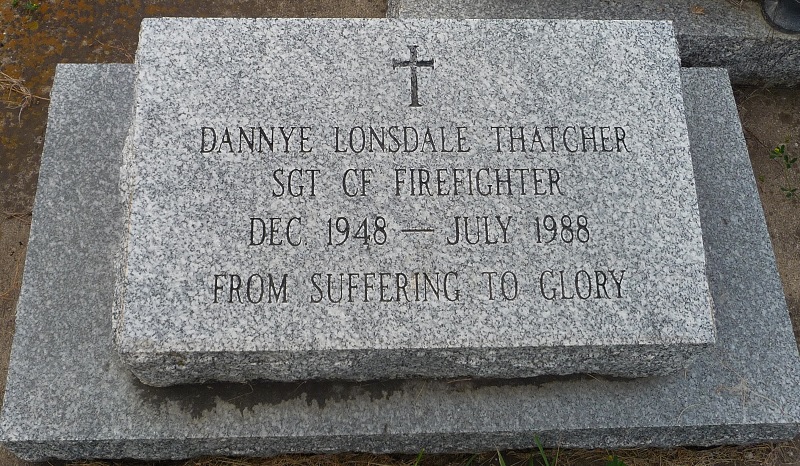 DANNYE LONSDALE THATCHER
SGT CF FIREFIGHTER
DEC. 1948 — JULY 1988
FROM SUFFERING TO GLORY